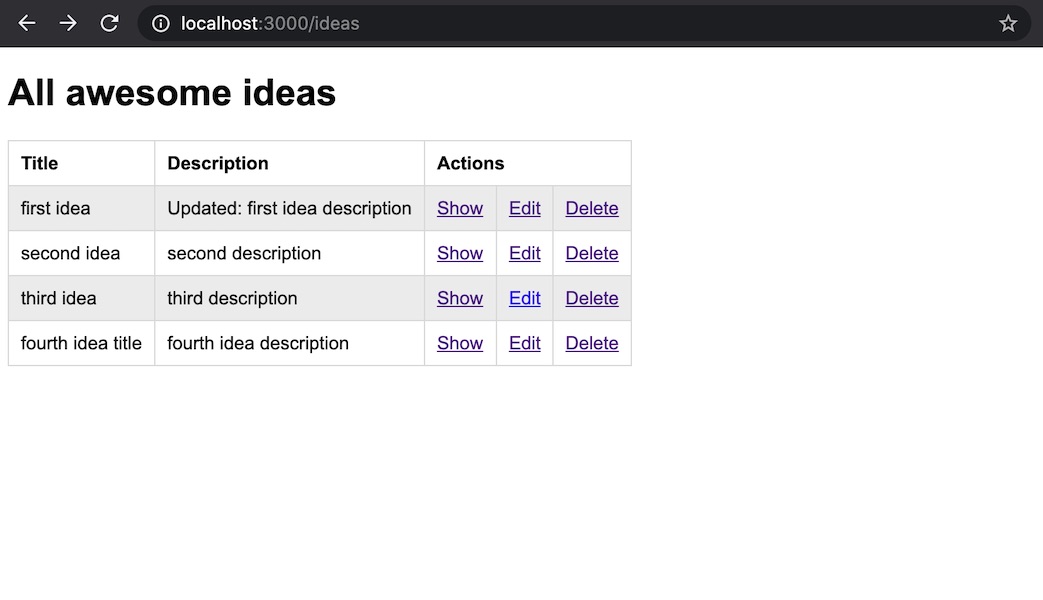 localhost:3000/ideas
All awesome ideas
Title Description Actions
first idea Updated: first idea description Show Edit Delete
second idea second description Show Edit Delete
third idea third description Show Edit Delete
fourth idea title fourth idea description Show Edit Delete